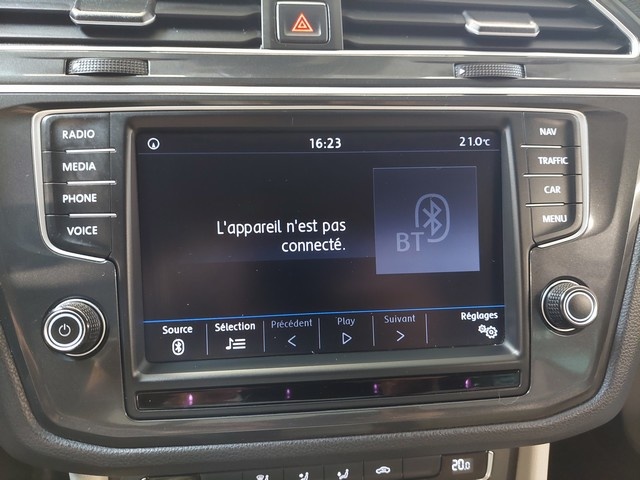 RADIO
MEDIA
PHONE
VOICE
16:23
21.0°C
L'appareil n'est pas
connecté.
BT
Source
Sélection
Précédent
Play
Suivant
Réglages
NAV
TRAFFIC
CAR
MENU
20.0